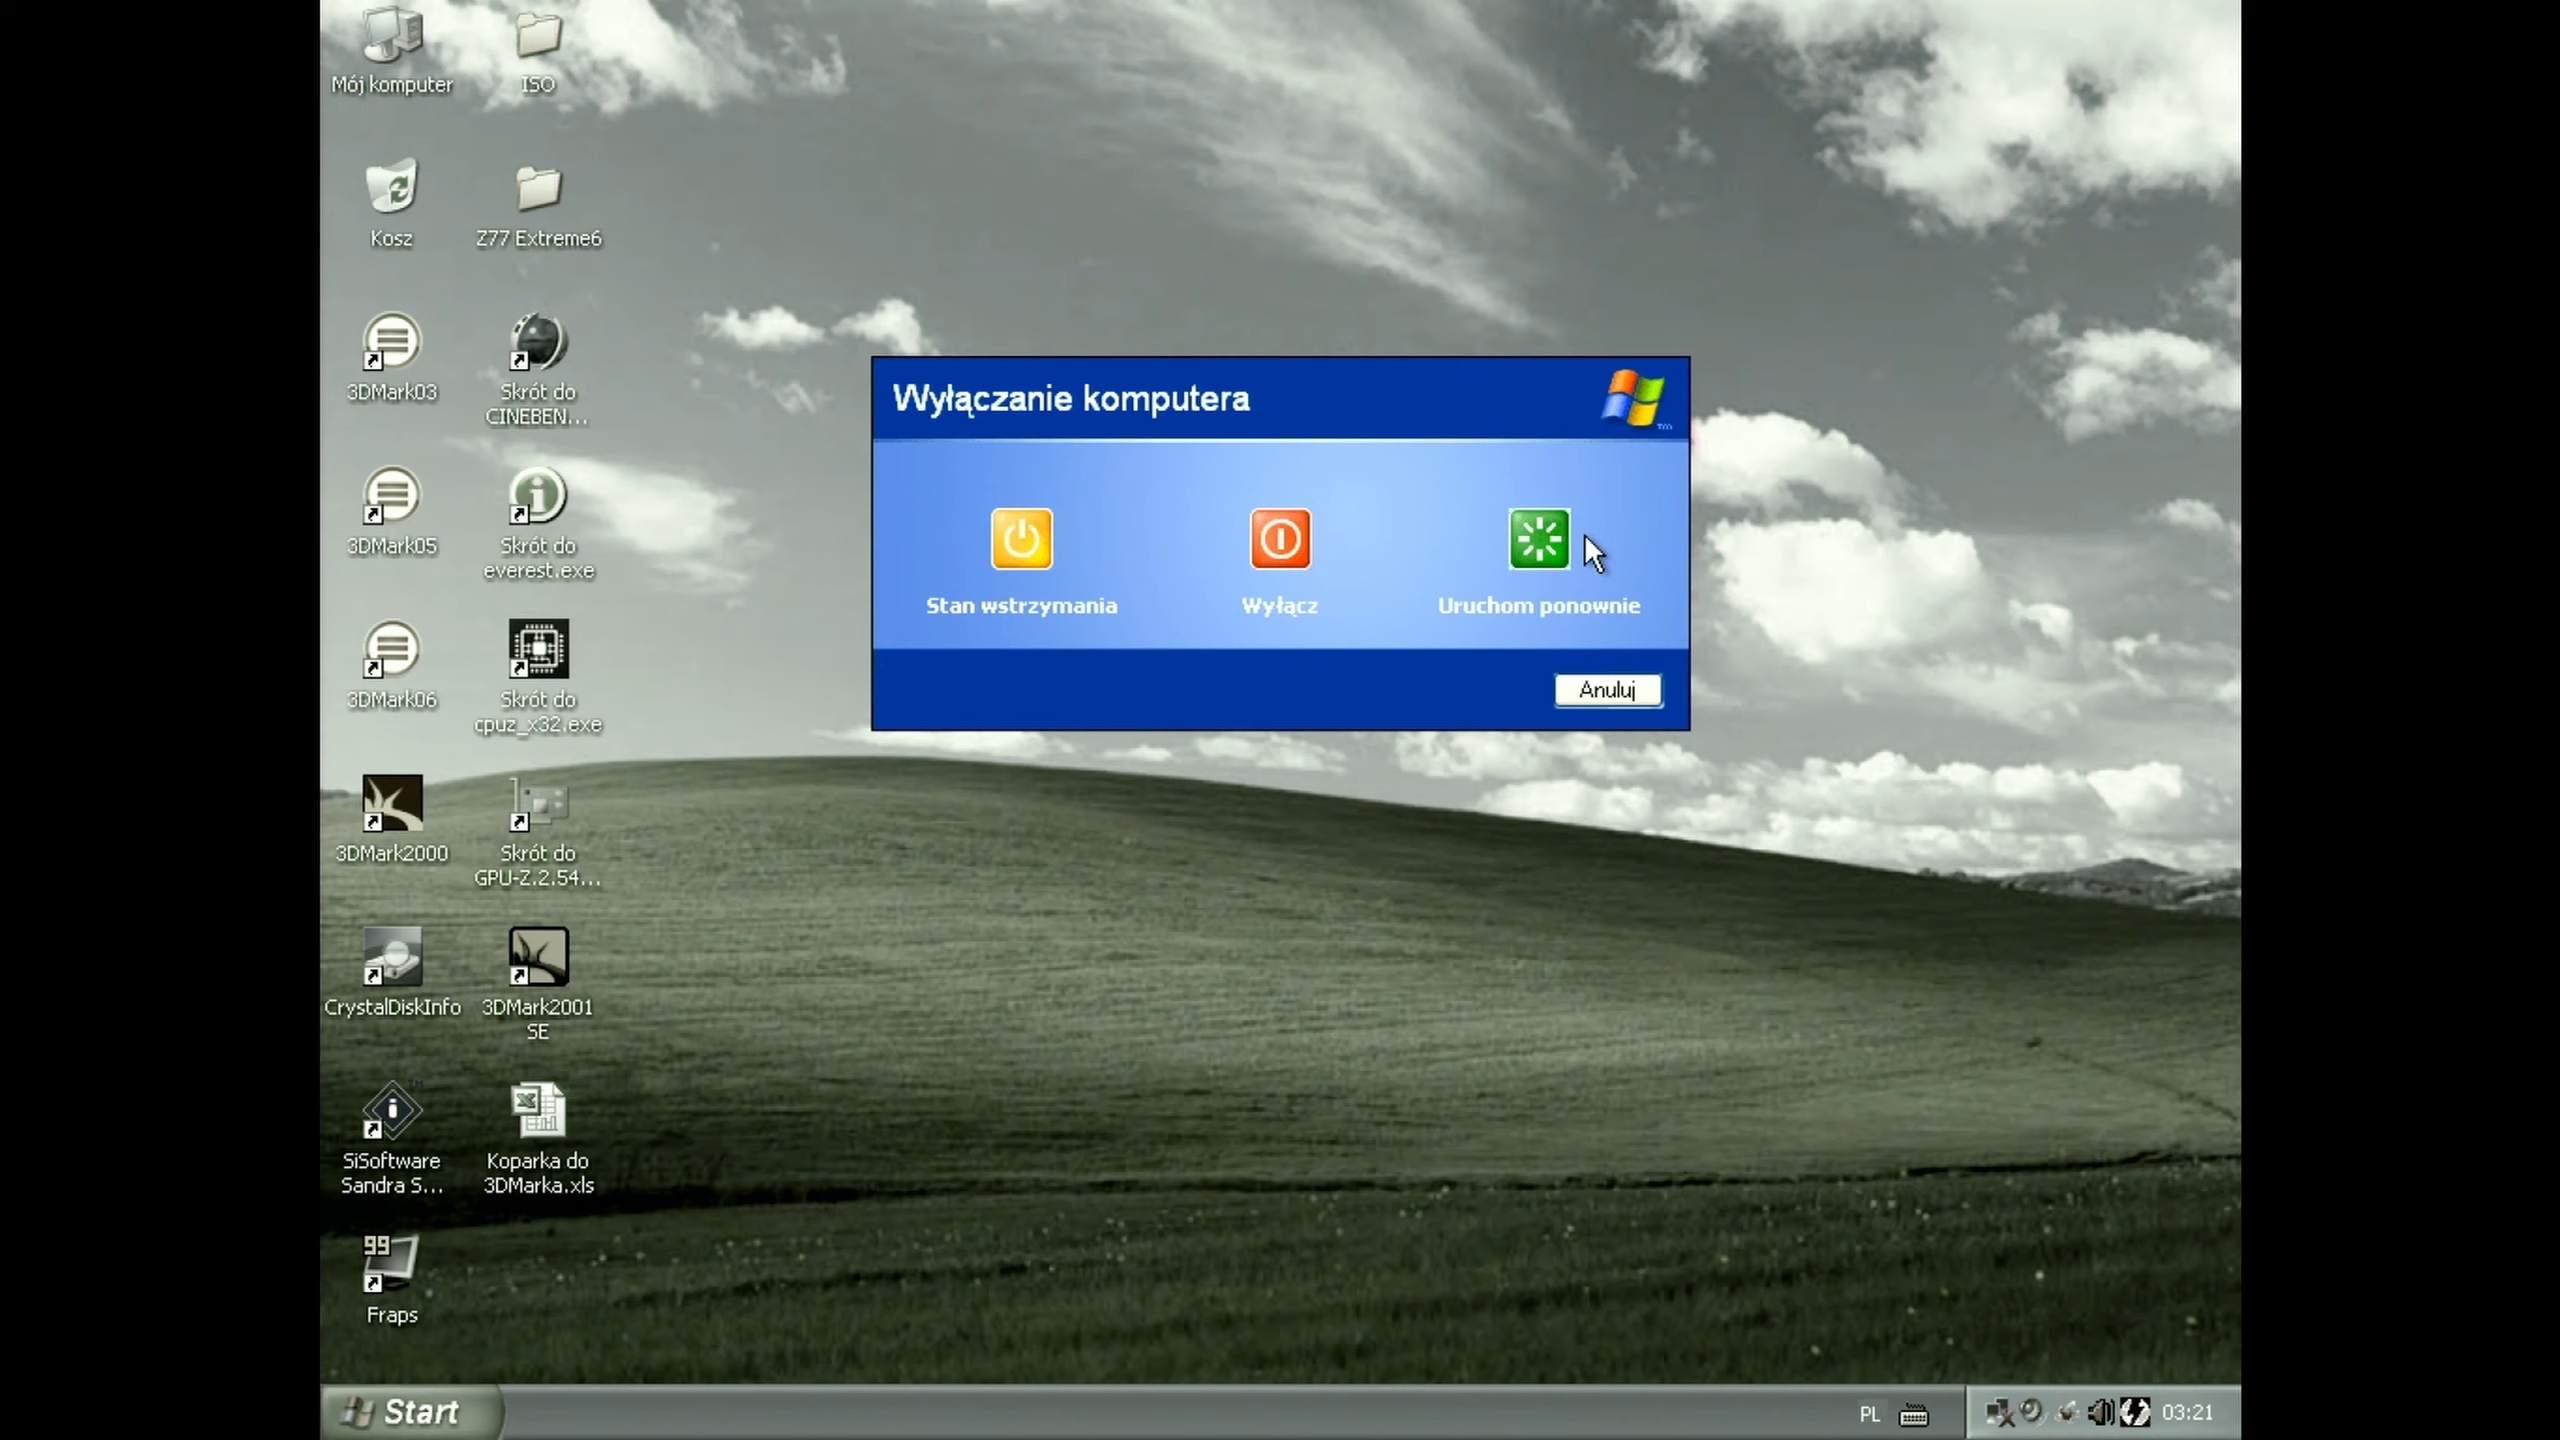 Mój komputer
ISO
Kosz
Z77 Extreme6
3DMark03
Skrót do
CINEBEN...
3DMark05
Skrót do
everest.exe
3DMark06
Skrót do
cpuz_x32.exe
3DMark2000
Skrót do
GPU-Z.2.54...
CrystalDiskInfo
3DMark2001
SE
SiSoftware
Sandra S...
Koparka do
3DMarka.xls
99
Fraps
Wyłączanie komputera
TM
Stan wstrzymania
Wyłącz
Uruchom ponownie
Anuluj
Start
PL
03:21